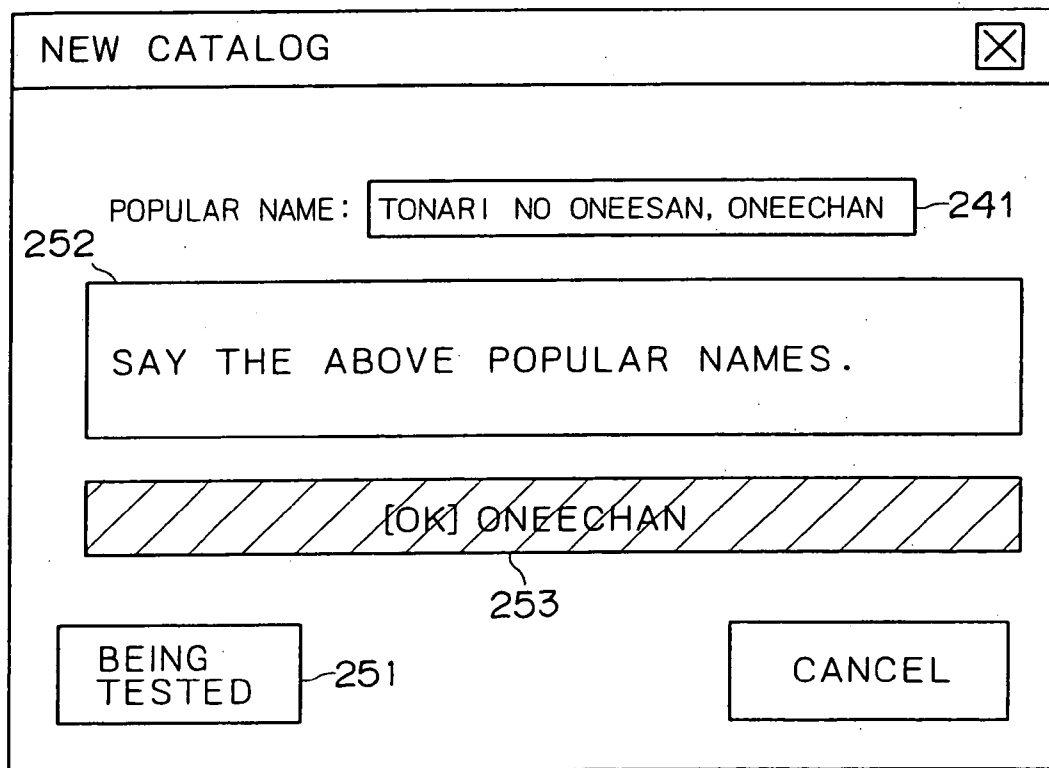 NEW CATALOG
POPULAR NAME: TONARI NO ONEESAN, ONEECHAN 241
252
SAY THE ABOVE POPULAR NAMES.
[OK] ONEECHAN
253
BEING
TESTED
251
CANCEL